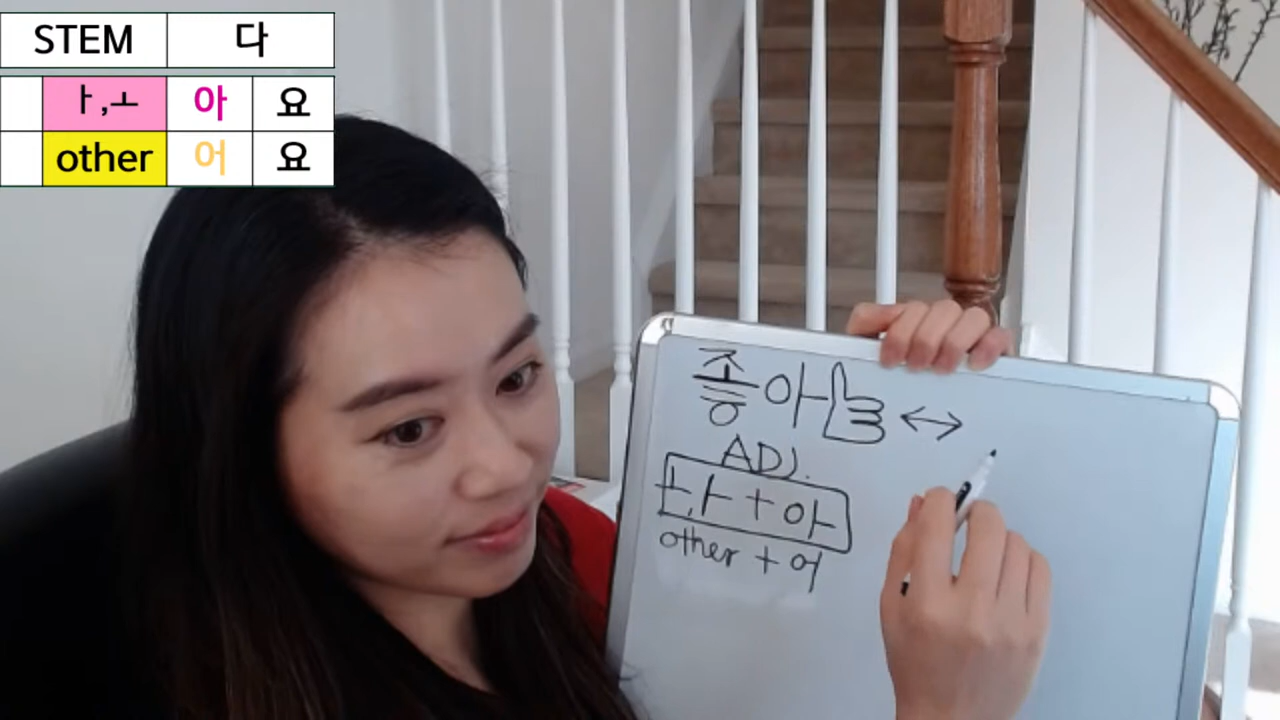 STEM 다
ㅏ,ㅗ 아 요
other 어 요
좋아 ↔
ADJ.
ㅗ,ㅏ + 아
other + 어